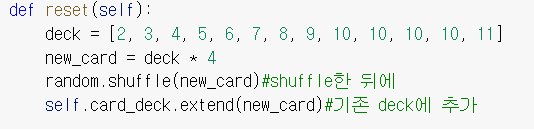 def reset(self):
    deck = [2, 3, 4, 5, 6, 7, 8, 9, 10, 10, 10, 10, 11]
    new_card = deck * 4
    random.shuffle(new_card)#shuffle한 뒤에
    self.card_deck.extend(new_card)#기존 deck에 추가